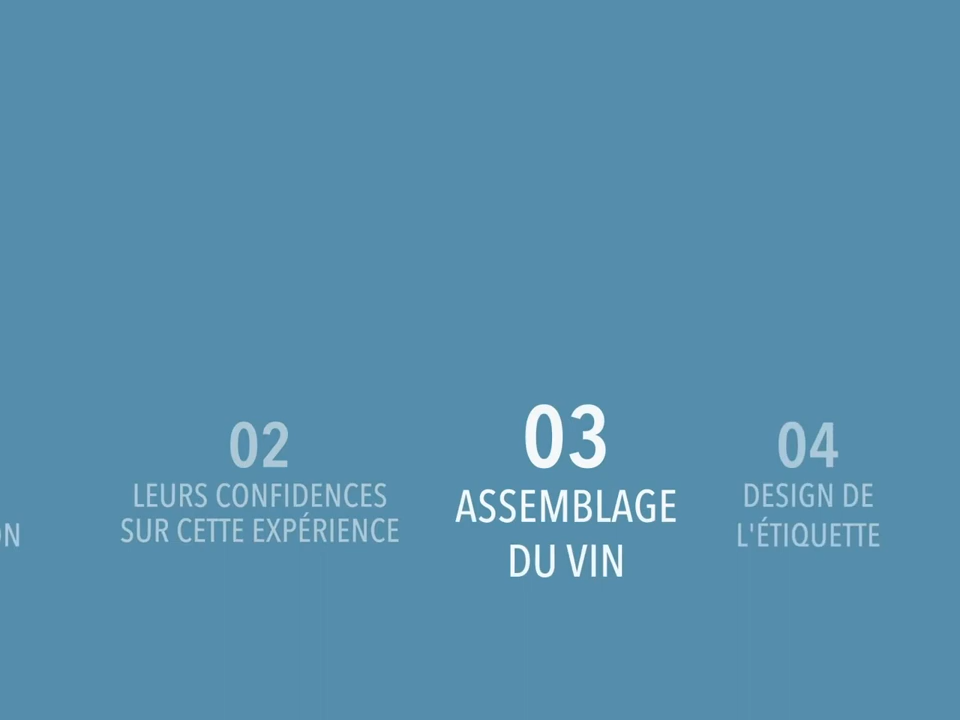 02
LEURS CONFIDENCES
SUR CETTE EXPÉRIENCE
03
ASSEMBLAGE
DU VIN
04
DESIGN DE
L'ÉTIQUETTE